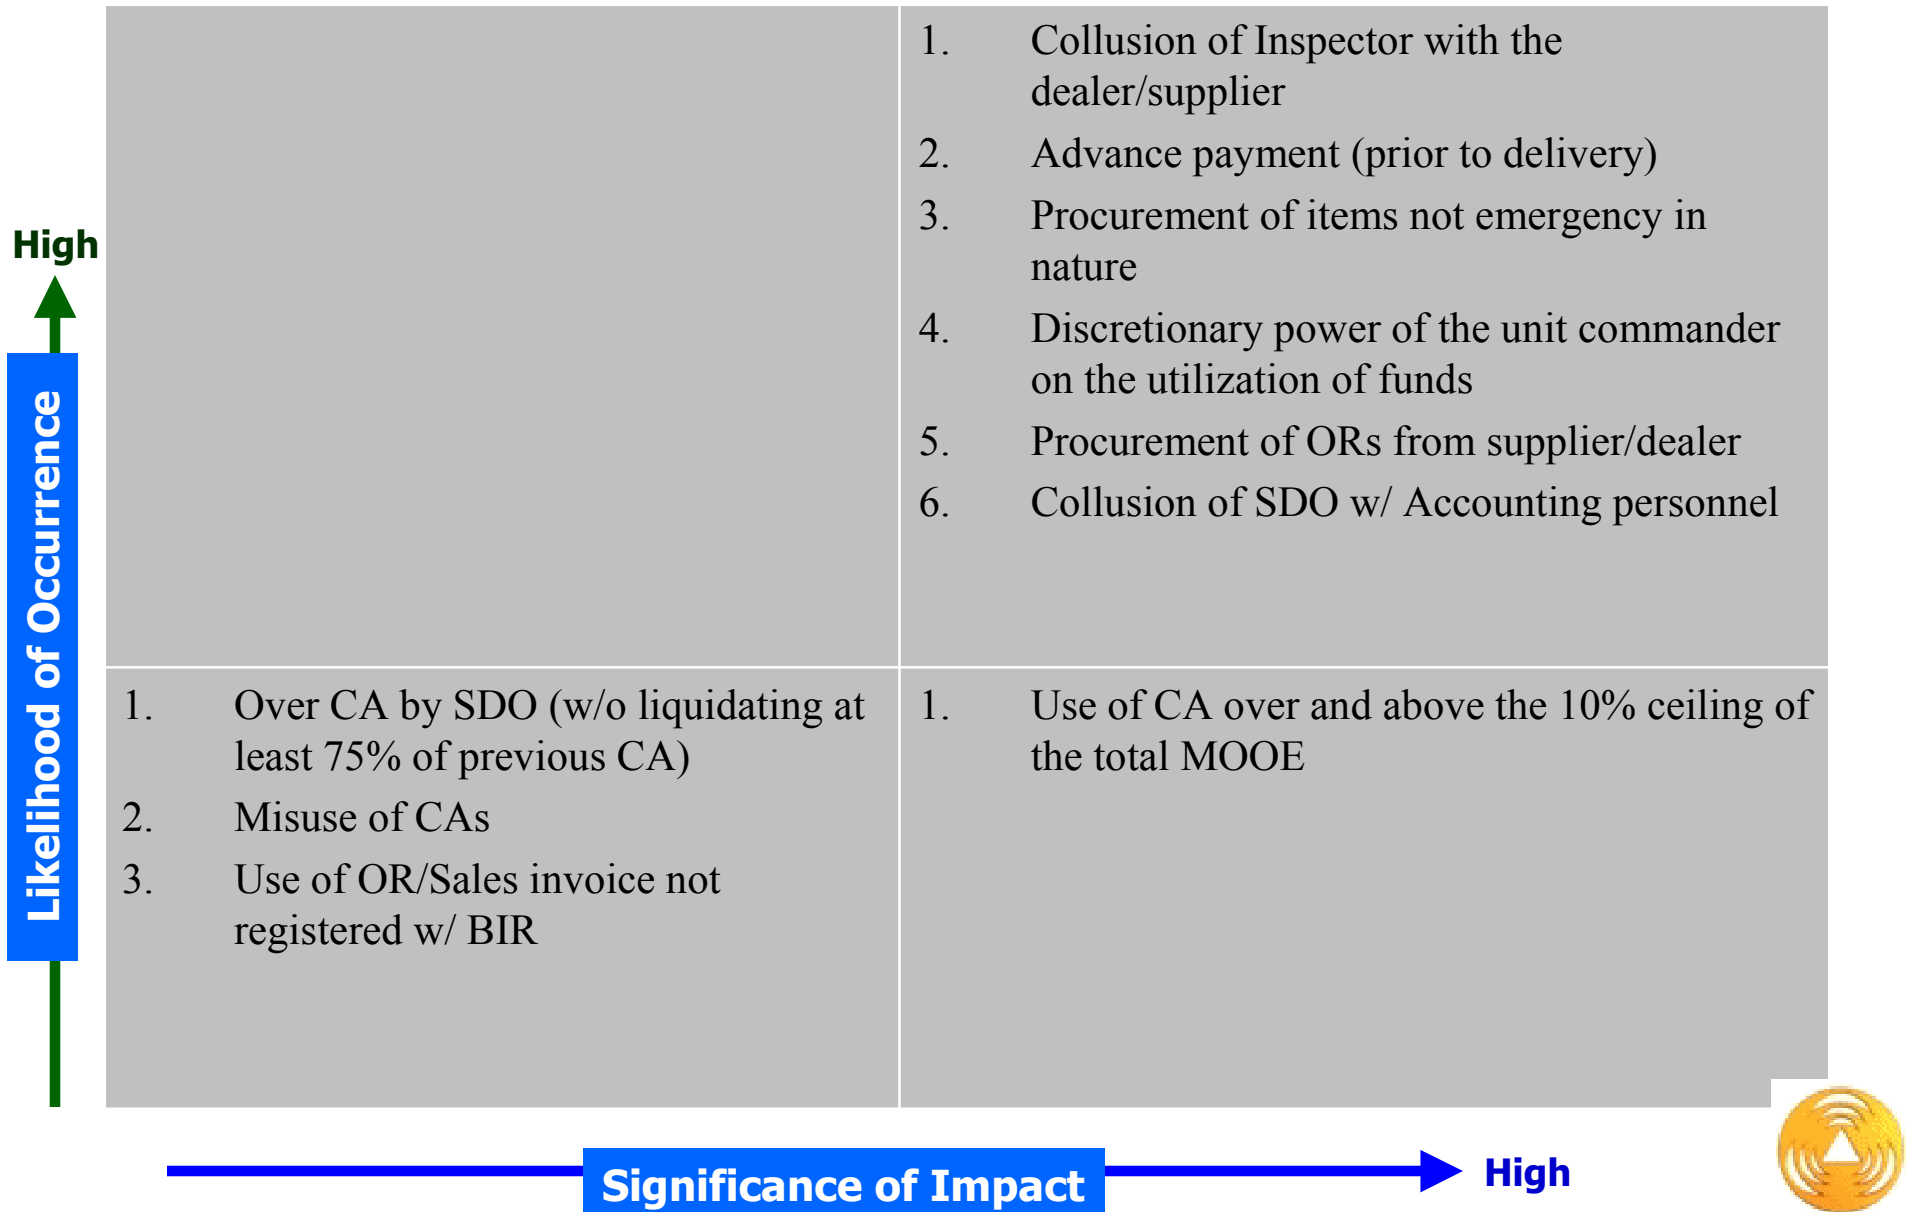 1. Collusion of Inspector with the
dealer/supplier
2. Advance payment (prior to delivery)
3. Procurement of items not emergency in
nature
4. Discretionary power of the unit commander
on the utilization of funds
5. Procurement of ORs from supplier/dealer
6. Collusion of SDO w/ Accounting personnel
High
Likelihood of Occurrence
1. Over CA by SDO (w/o liquidating at
least 75% of previous CA)
2. Misuse of CAs
3. Use of OR/Sales invoice not
registered w/ BIR
1. Use of CA over and above the 10% ceiling of
the total MOOE
Significance of Impact
High